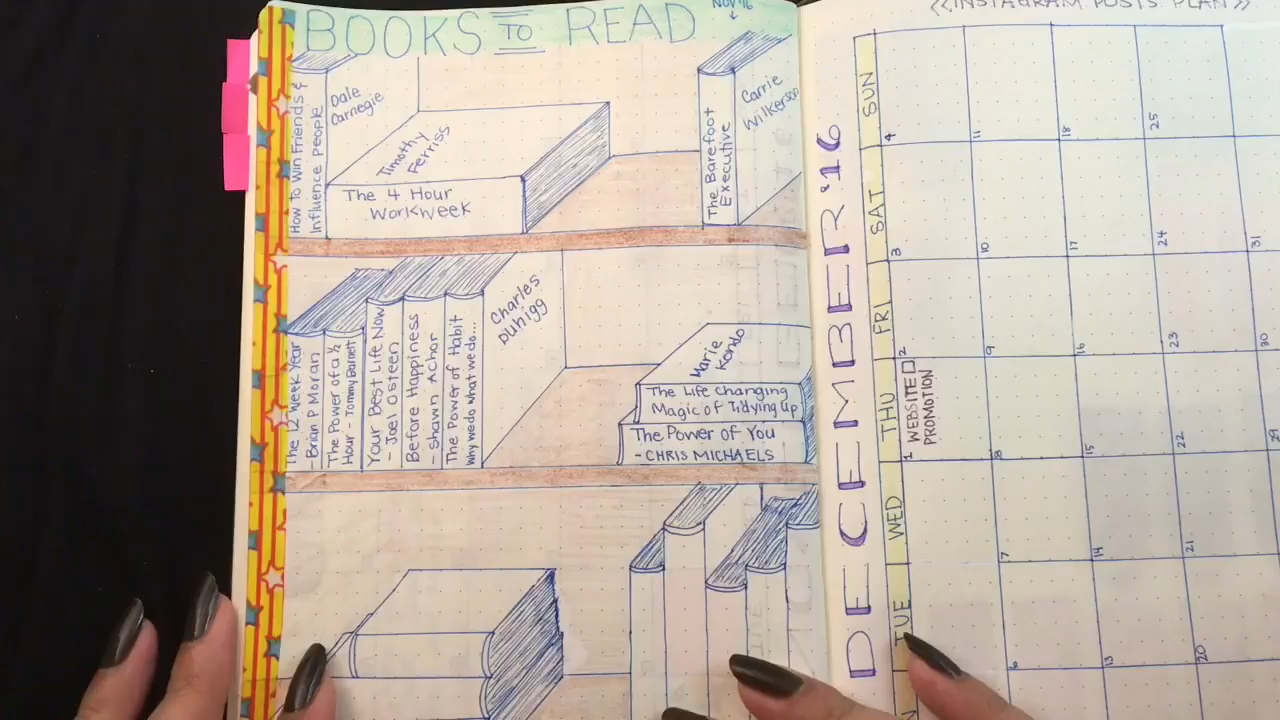 BOOKS TO READ
NOV '16
How to Win Friends &
Influence People
Dale
Carnegie
Timothy
Ferriss
The 4 Hour
Workweek
The Barefoot
Executive
Carrie
Wilkerson
The 12 Week Year
- Brian P Moran
The Power of a ½
Hour - Tommy Barnett
Your Best Life Now
- Joel Osteen
Before Happiness
- Shawn Achor
The Power of Habit
Why we do what we do...
Charles
Duhigg
Marie
Kondo
The Life Changing
Magic of Tidying Up
The Power of You
- CHRIS MICHAELS
<<INSTAGRAM POSTS PLAN>>
DECEMBER '16
SUN
4
11
18
25
SAT
3
10
17
24
31
FRI
2
9
16
23
30
THU
1
WEBSITE
PROMOTION
8
15
22
29
WED
7
14
21
TUE
6
13
20
N